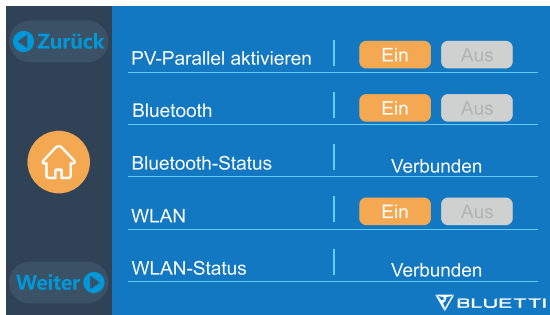 Zurück
PV-Parallel aktivieren Ein Aus
Bluetooth Ein Aus
Bluetooth-Status Verbunden
WLAN Ein Aus
WLAN-Status Verbunden
Weiter
BLUETTI